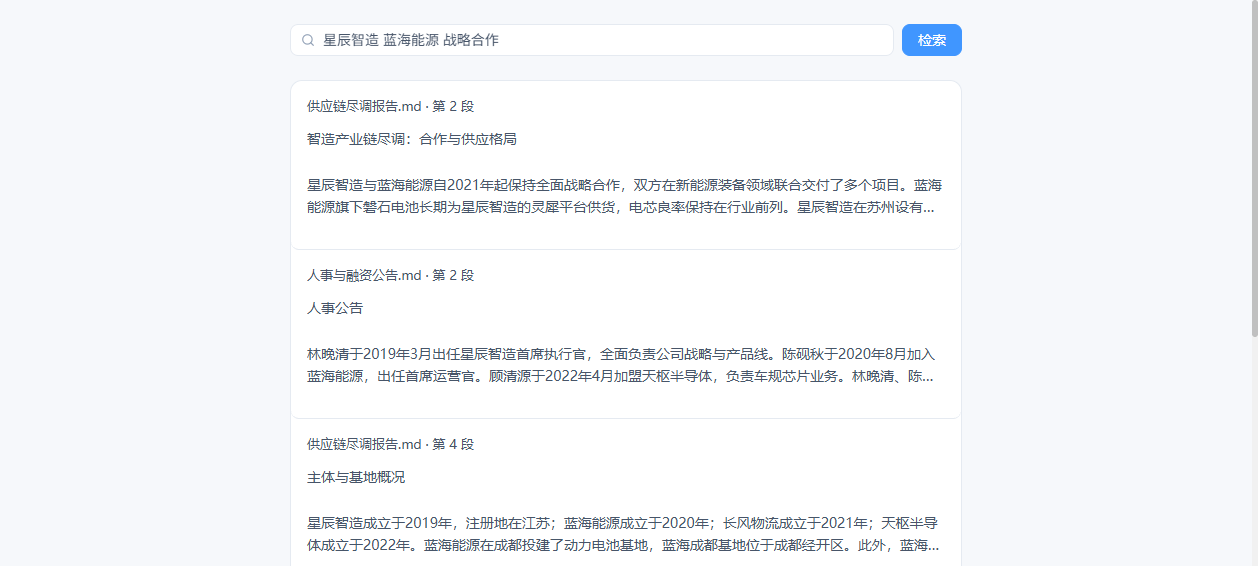 星辰智造 蓝海能源 战略合作
检索
供应链尽调报告.md · 第 2 段
智造产业链尽调：合作与供应格局
星辰智造与蓝海能源自2021年起保持全面战略合作，双方在新能源装备领域联合交付了多个项目。蓝海
能源旗下磐石电池长期为星辰智造的灵犀平台供货，电芯良率保持在行业前列。星辰智造在苏州设有...
人事与融资公告.md · 第 2 段
人事公告
林晚清于2019年3月出任星辰智造首席执行官，全面负责公司战略与产品线。陈砚秋于2020年8月加入
蓝海能源，出任首席运营官。顾清源于2022年4月加盟天枢半导体，负责车规芯片业务。林晚清、陈...
供应链尽调报告.md · 第 4 段
主体与基地概况
星辰智造成立于2019年，注册地在江苏；蓝海能源成立于2020年；长风物流成立于2021年；天枢半导
体成立于2022年。蓝海能源在成都投建了动力电池基地，蓝海成都基地位于成都经开区。此外，蓝海...